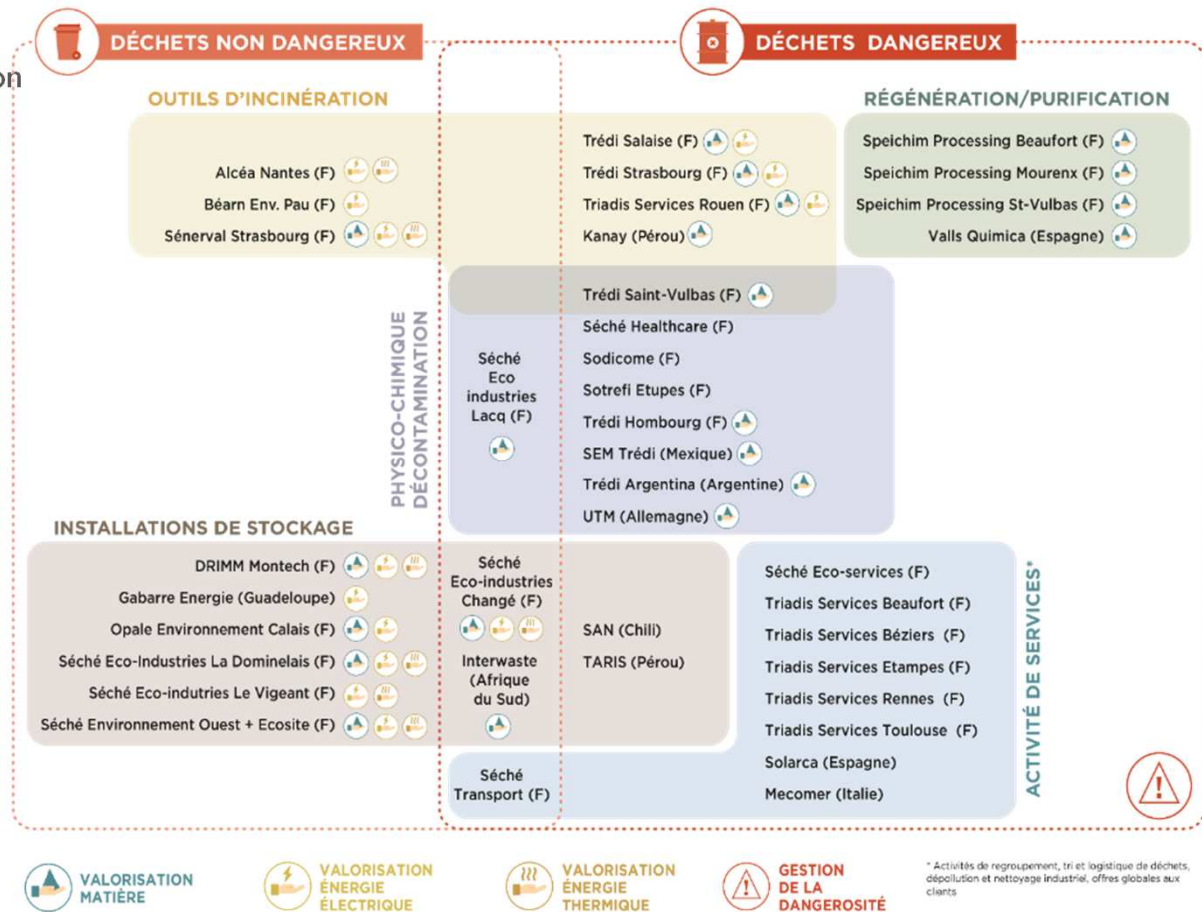 on
DÉCHETS NON DANGEREUX
DÉCHETS DANGEREUX
OUTILS D'INCINÉRATION
Alcéa Nantes (F)
Béarn Env. Pau (F)
Sénerval Strasbourg (F)
Trédi Salaise (F)
Trédi Strasbourg (F)
Triadis Services Rouen (F)
Kanay (Pérou)
RÉGÉNÉRATION/PURIFICATION
Speichim Processing Beaufort (F)
Speichim Processing Mourenx (F)
Speichim Processing St-Vulbas (F)
Valls Quimica (Espagne)
PHYSICO-CHIMIQUE
DÉCONTAMINATION
Séché
Eco
industries
Lacq (F)
Trédi Saint-Vulbas (F)
Séché Healthcare (F)
Sodicome (F)
Sotrefi Etupes (F)
Trédi Hombourg (F)
SEM Trédi (Mexique)
Trédi Argentina (Argentine)
UTM (Allemagne)
INSTALLATIONS DE STOCKAGE
DRIMM Montech (F)
Gabarre Energie (Guadeloupe)
Opale Environnement Calais (F)
Séché Eco-Industries La Dominelais (F)
Séché Eco-indutries Le Vigeant (F)
Séché Environnement Ouest + Ecosite (F)
Séché
Eco-industries
Changé (F)
Interwaste
(Afrique
du Sud)
SAN (Chili)
TARIS (Pérou)
Séché
Transport (F)
Séché Eco-services (F)
Triadis Services Beaufort (F)
Triadis Services Béziers (F)
Triadis Services Etampes (F)
Triadis Services Rennes (F)
Triadis Services Toulouse (F)
Solarca (Espagne)
Mecomer (Italie)
ACTIVITÉ DE SERVICES*
VALORISATION
MATIÈRE
VALORISATION
ÉNERGIE
ÉLECTRIQUE
VALORISATION
ÉNERGIE
THERMIQUE
GESTION
DE LA
DANGEROSITÉ
* Activités de regroupement, tri et logistique de déchets,
dépollution et nettoyage industriel, offres globales aux
clients